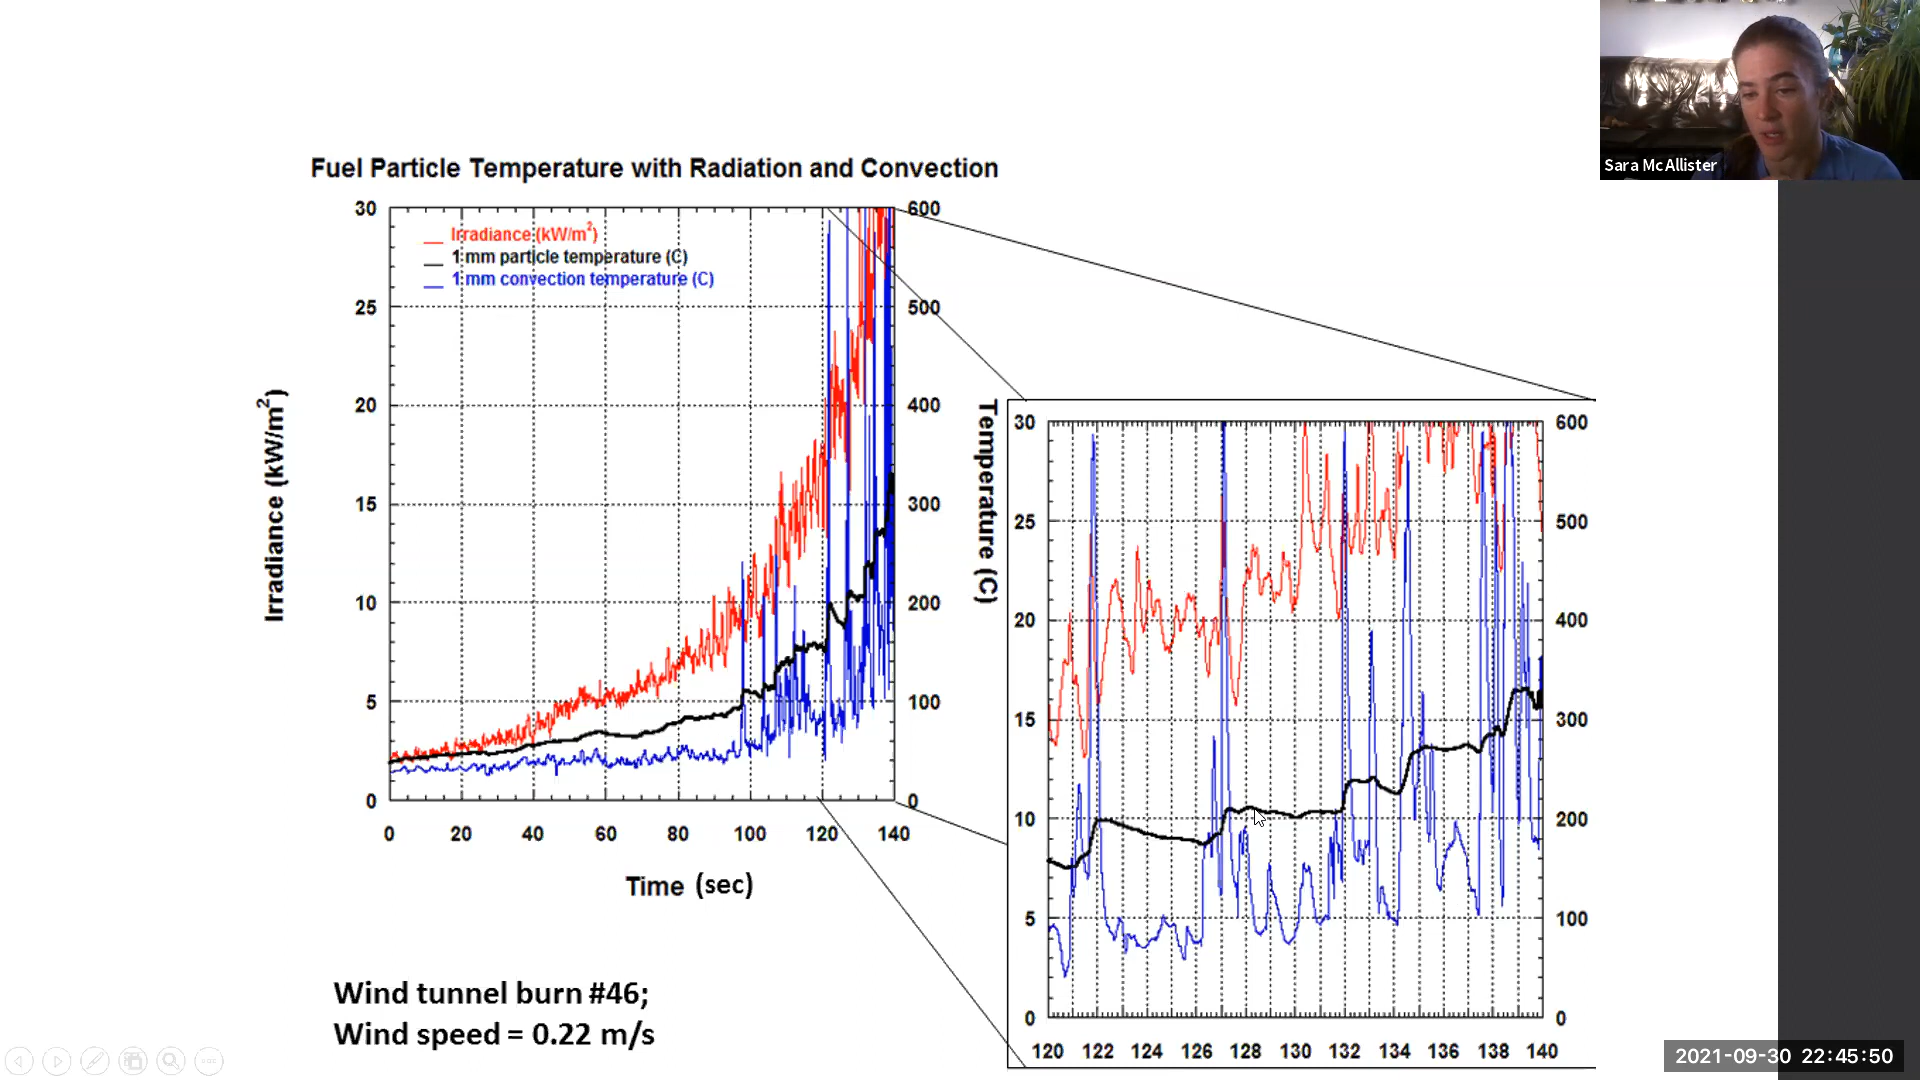 Sara McAllister
Fuel Particle Temperature with Radiation and Convection
Irradiance (kW/m²)
1 mm particle temperature (C)
1 mm convection temperature (C)
30
25
20
15
10
5
0
600
500
400
300
200
100
0
0 20 40 60 80 100 120 140
Irradiance (kW/m²)
Temperature (C)
Time (sec)
30
25
20
15
10
5
0
600
500
400
300
200
100
0
120 122 124 126 128 130 132 134 136 138 140
Wind tunnel burn #46;
Wind speed = 0.22 m/s
2021-09-30 22:45:50